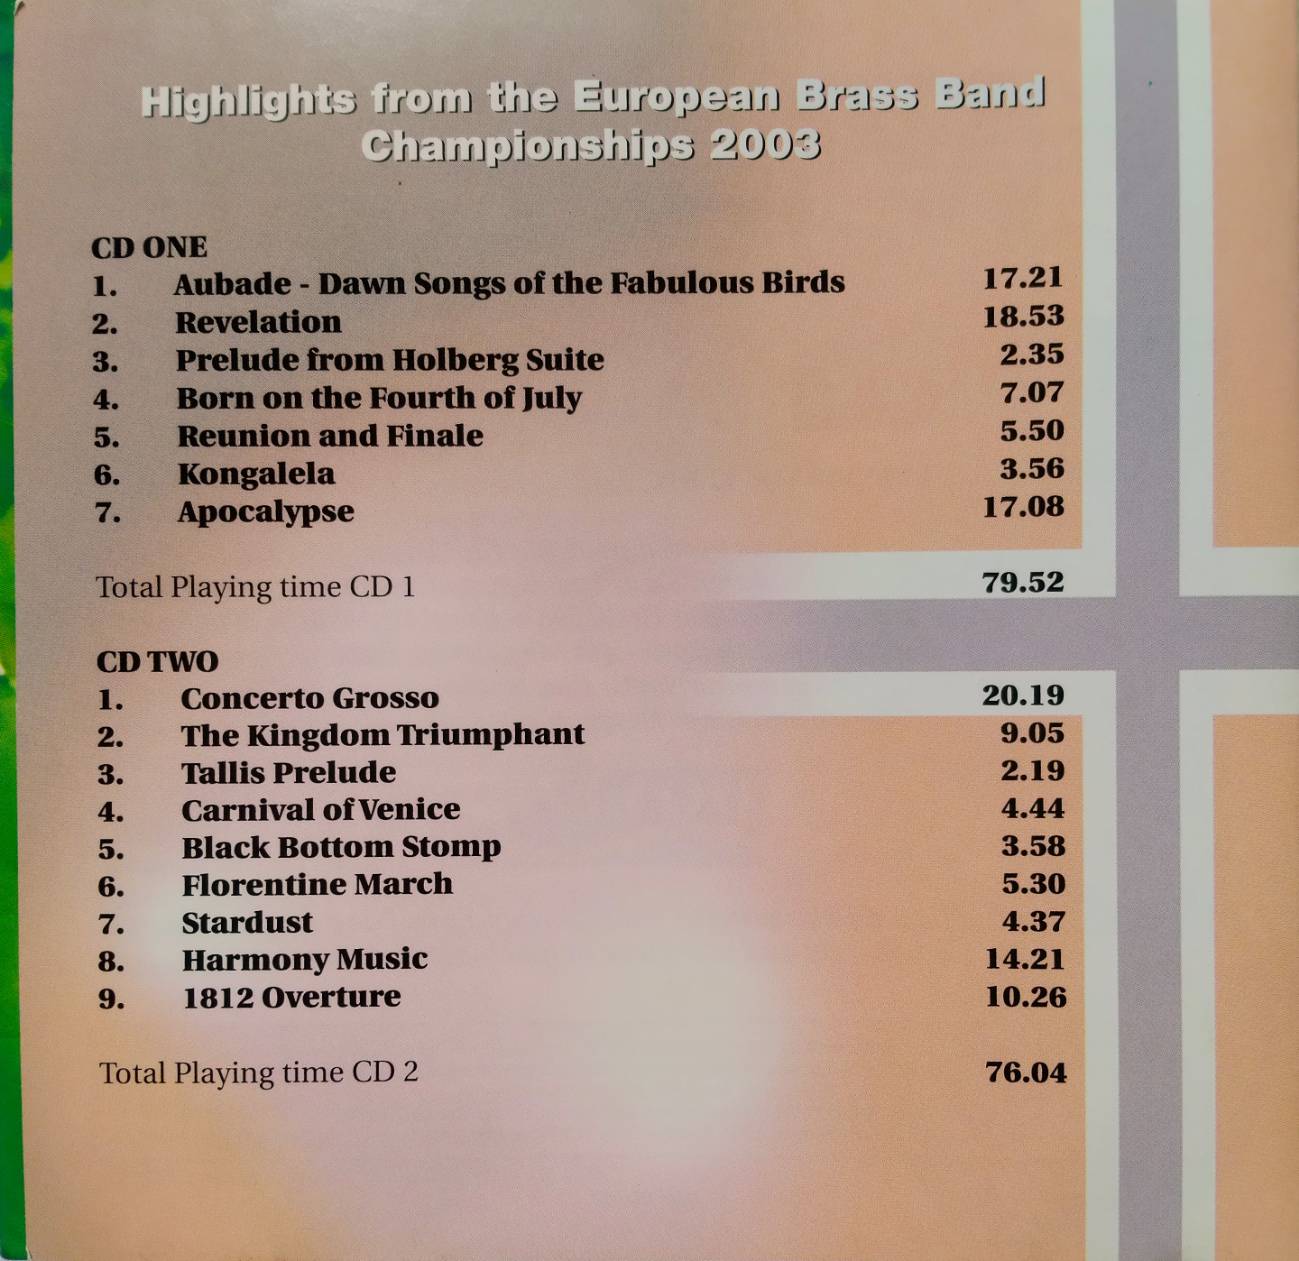 Highlights from the European Brass Band
Championships 2003
CD ONE
1. Aubade - Dawn Songs of the Fabulous Birds 17.21
2. Revelation 18.53
3. Prelude from Holberg Suite 2.35
4. Born on the Fourth of July 7.07
5. Reunion and Finale 5.50
6. Kongalela 3.56
7. Apocalypse 17.08
Total Playing time CD 1 79.52
CD TWO
1. Concerto Grosso 20.19
2. The Kingdom Triumphant 9.05
3. Tallis Prelude 2.19
4. Carnival of Venice 4.44
5. Black Bottom Stomp 3.58
6. Florentine March 5.30
7. Stardust 4.37
8. Harmony Music 14.21
9. 1812 Overture 10.26
Total Playing time CD 2 76.04